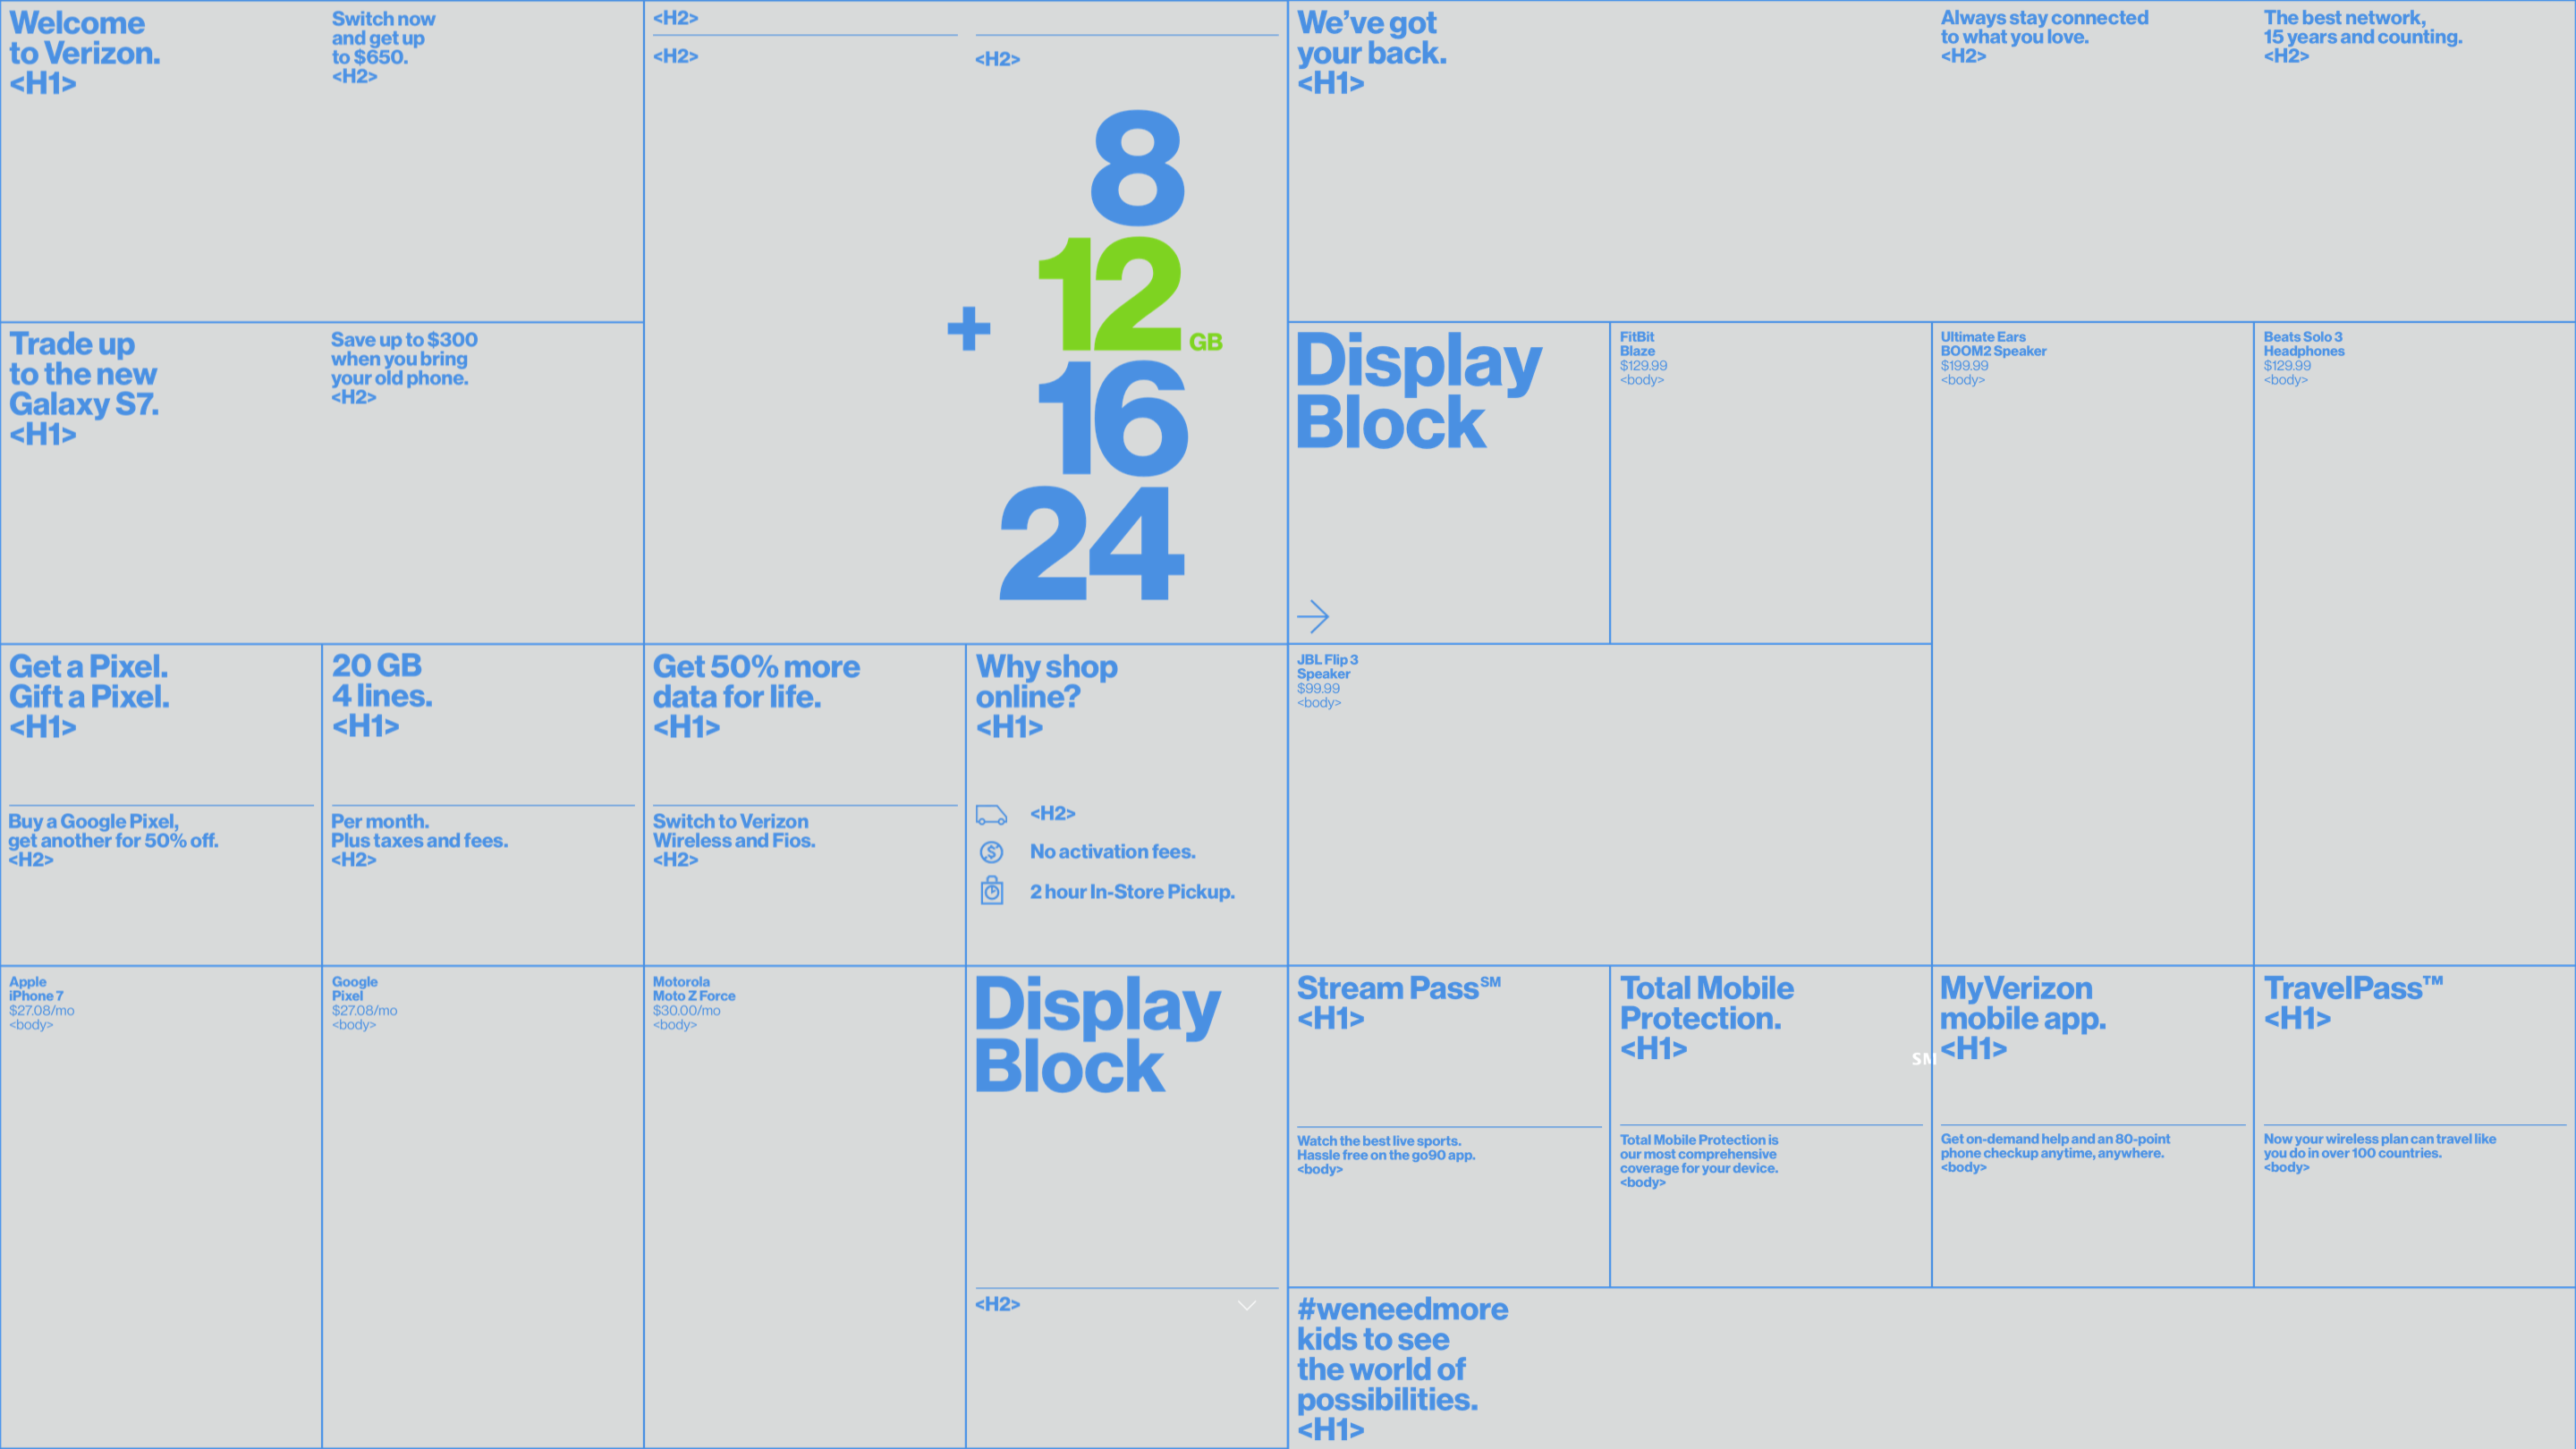 Welcome
to Verizon.
<H1>
Switch now
and get up
to $650.
<H2>
<H2>
<H2>
<H2>
8
+ 12 GB
16
24
We've got
your back.
<H1>
Always stay connected
to what you love.
<H2>
The best network,
15 years and counting.
<H2>
Trade up
to the new
Galaxy S7.
<H1>
Save up to $300
when you bring
your old phone.
<H2>
Display
Block
FitBit
Blaze
$129.99
<body>
Ultimate Ears
BOOM2 Speaker
$199.99
<body>
Beats Solo 3
Headphones
$129.99
<body>
Get a Pixel.
Gift a Pixel.
<H1>
Buy a Google Pixel,
get another for 50% off.
<H2>
20 GB
4 lines.
<H1>
Per month.
Plus taxes and fees.
<H2>
Get 50% more
data for life.
<H1>
Switch to Verizon
Wireless and Fios.
<H2>
Why shop
online?
<H1>
<H2>
No activation fees.
2 hour In-Store Pickup.
JBL Flip 3
Speaker
$99.99
<body>
Apple
iPhone 7
$27.08/mo
<body>
Google
Pixel
$27.08/mo
<body>
Motorola
Moto Z Force
$30.00/mo
<body>
Display
Block
<H2>
Stream Pass℠
<H1>
Watch the best live sports.
Hassle free on the go90 app.
<body>
Total Mobile
Protection.
<H1>
SM
Total Mobile Protection is
our most comprehensive
coverage for your device.
<body>
MyVerizon
mobile app.
<H1>
Get on-demand help and an 80-point
phone checkup anytime, anywhere.
<body>
TravelPass™
<H1>
Now your wireless plan can travel like
you do in over 100 countries.
<body>
#weneedmore
kids to see
the world of
possibilities.
<H1>